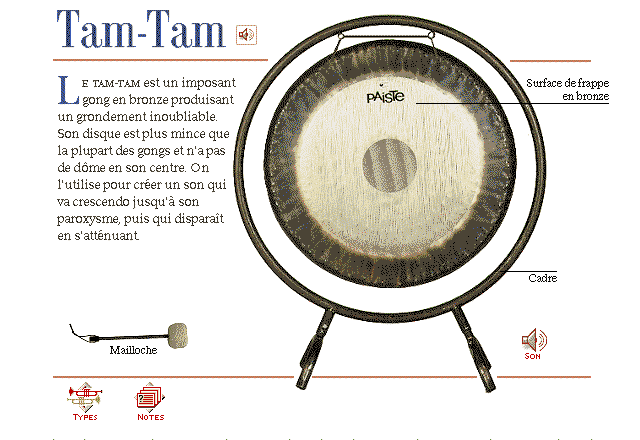 Tam-Tam
LE TAM-TAM est un imposant
gong en bronze produisant
un grondement inoubliable.
Son disque est plus mince que
la plupart des gongs et n'a pas
de dôme en son centre. On
l'utilise pour créer un son qui
va crescendo jusqu'à son
paroxysme, puis qui disparaît
en s'atténuant.
PAiSTe
Surface de frappe
en bronze
Cadre
Mailloche
SON
TYPES
NOTES